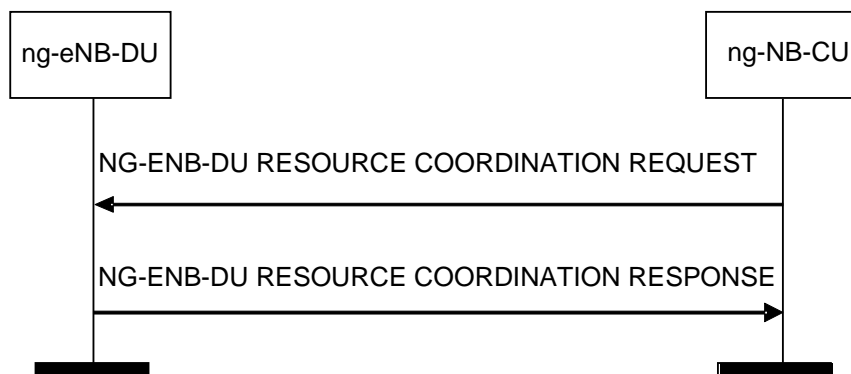 ng-eNB-DU
ng-NB-CU
NG-ENB-DU RESOURCE COORDINATION REQUEST
NG-ENB-DU RESOURCE COORDINATION RESPONSE